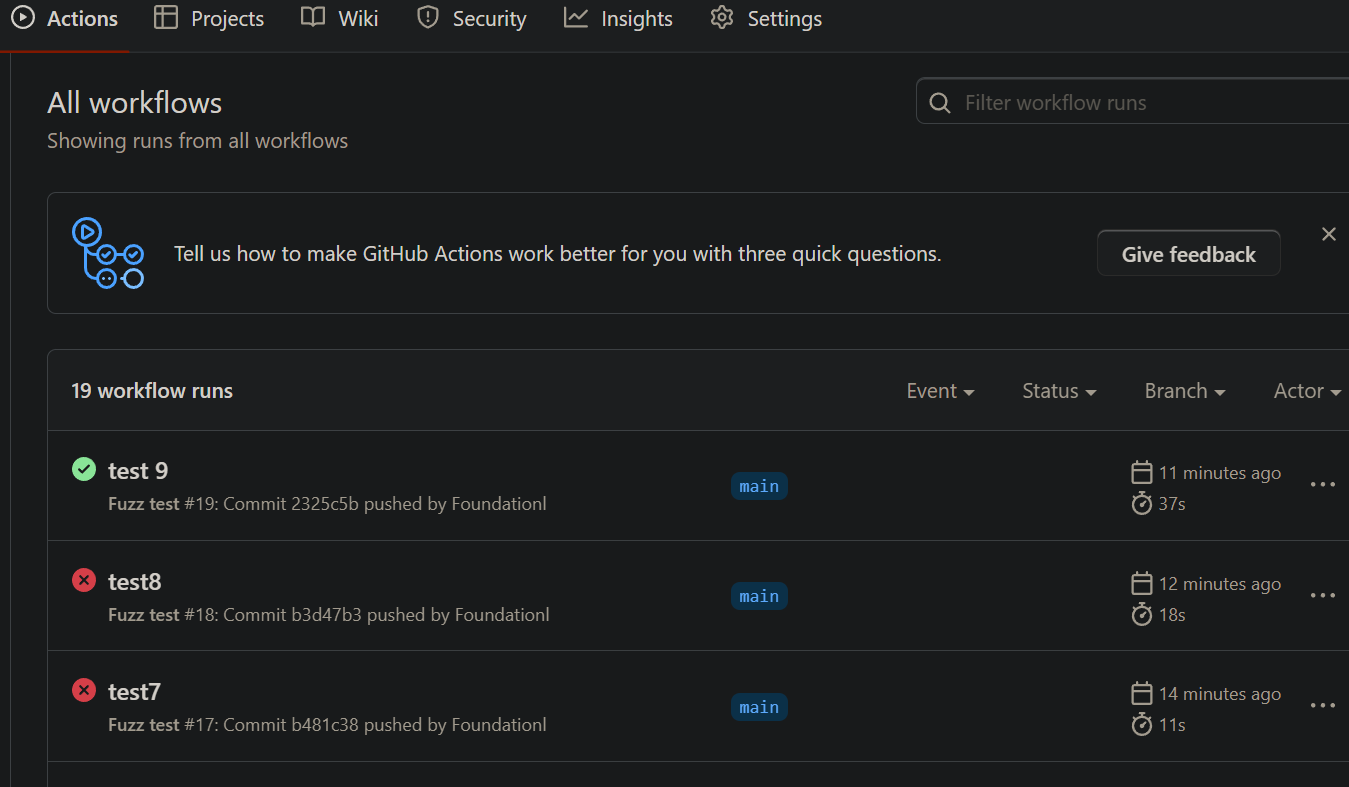 Actions Projects Wiki Security Insights Settings
All workflows
Filter workflow runs
Showing runs from all workflows
Tell us how to make GitHub Actions work better for you with three quick questions.
Give feedback
19 workflow runs Event Status Branch Actor
test 9
main
11 minutes ago
Fuzz test #19: Commit 2325c5b pushed by Foundationl
37s
test8
main
12 minutes ago
Fuzz test #18: Commit b3d47b3 pushed by Foundationl
18s
test7
main
14 minutes ago
Fuzz test #17: Commit b481c38 pushed by Foundationl
11s